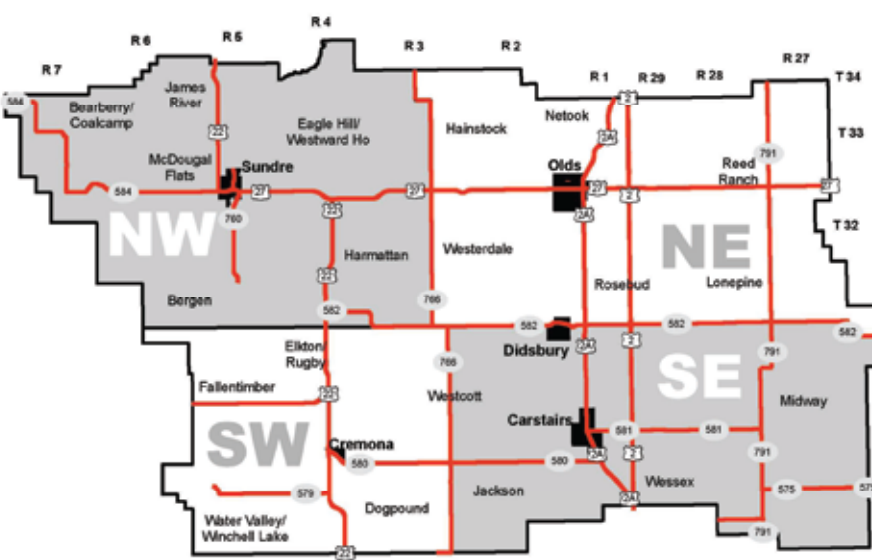 R 4
R 5
R 6
R 3
R 2
R 7
R 1
R 29
R 28
R 27
T 34
584
Bearberry/
Coalcamp
James
River
22
Eagle Hill/
Westward Ho
Hainstock
Netook
2
2A
T 33
791
McDougal
Flats
Sundre
Olds
Reed
Ranch
584
27
27
27
27
2
22
2A
760
T 32
NW
NE
Harmattan
Westerdale
22
Rosebud
Lonepine
Bergen
766
582
582
582
582
Elkton/
Rugby
Didsbury
2A
2
791
766
SE
Fallentimber
22
Westcott
Midway
Carstairs
581
581
SW
Cremona
580
580
2A
2
791
579
Jackson
Wessex
575
575
2A
Dogpound
Water Valley/
Winchell Lake
791
22